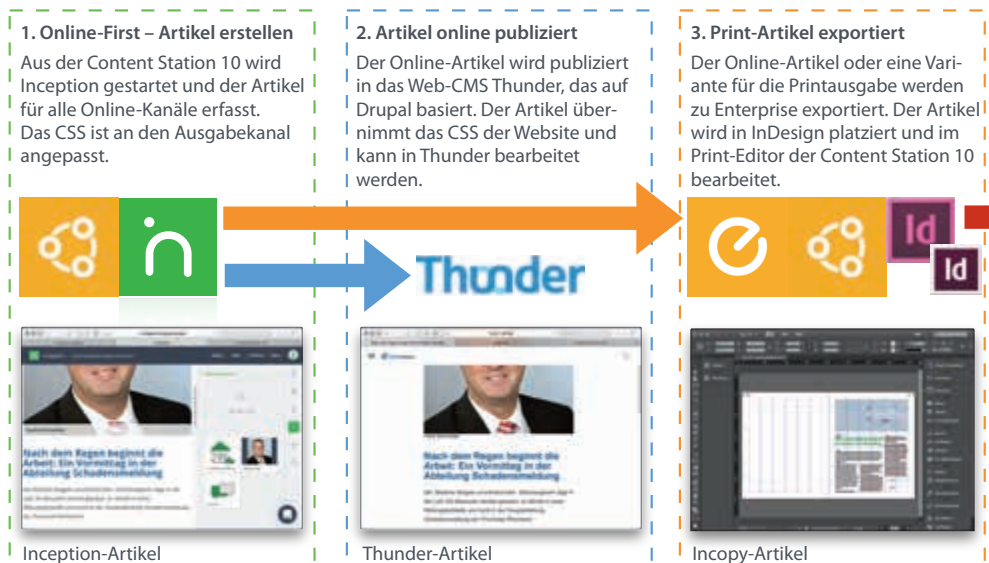 1. Online-First – Artikel erstellen
Aus der Content Station 10 wird
Inception gestartet und der Artikel
für alle Online-Kanäle erfasst.
Das CSS ist an den Ausgabekanal
angepasst.
2. Artikel online publiziert
Der Online-Artikel wird publiziert
in das Web-CMS Thunder, das auf
Drupal basiert. Der Artikel über-
nimmt das CSS der Website und
kann in Thunder bearbeitet
werden.
3. Print-Artikel exportiert
Der Online-Artikel oder eine Vari-
ante für die Printausgabe werden
zu Enterprise exportiert. Der Artikel
wird in InDesign platziert und im
Print-Editor der Content Station 10
bearbeitet.
in
Thunder
e
Id
Id
Nach dem Regen beginnt die
Arbeit: Ein Vormittag in der
Abteilung Schadensmeldung
Nach dem Regen beginnt die
Arbeit: Ein Vormittag in der
Abteilung Schadensmeldung
Inception-Artikel
Thunder-Artikel
Incopy-Artikel